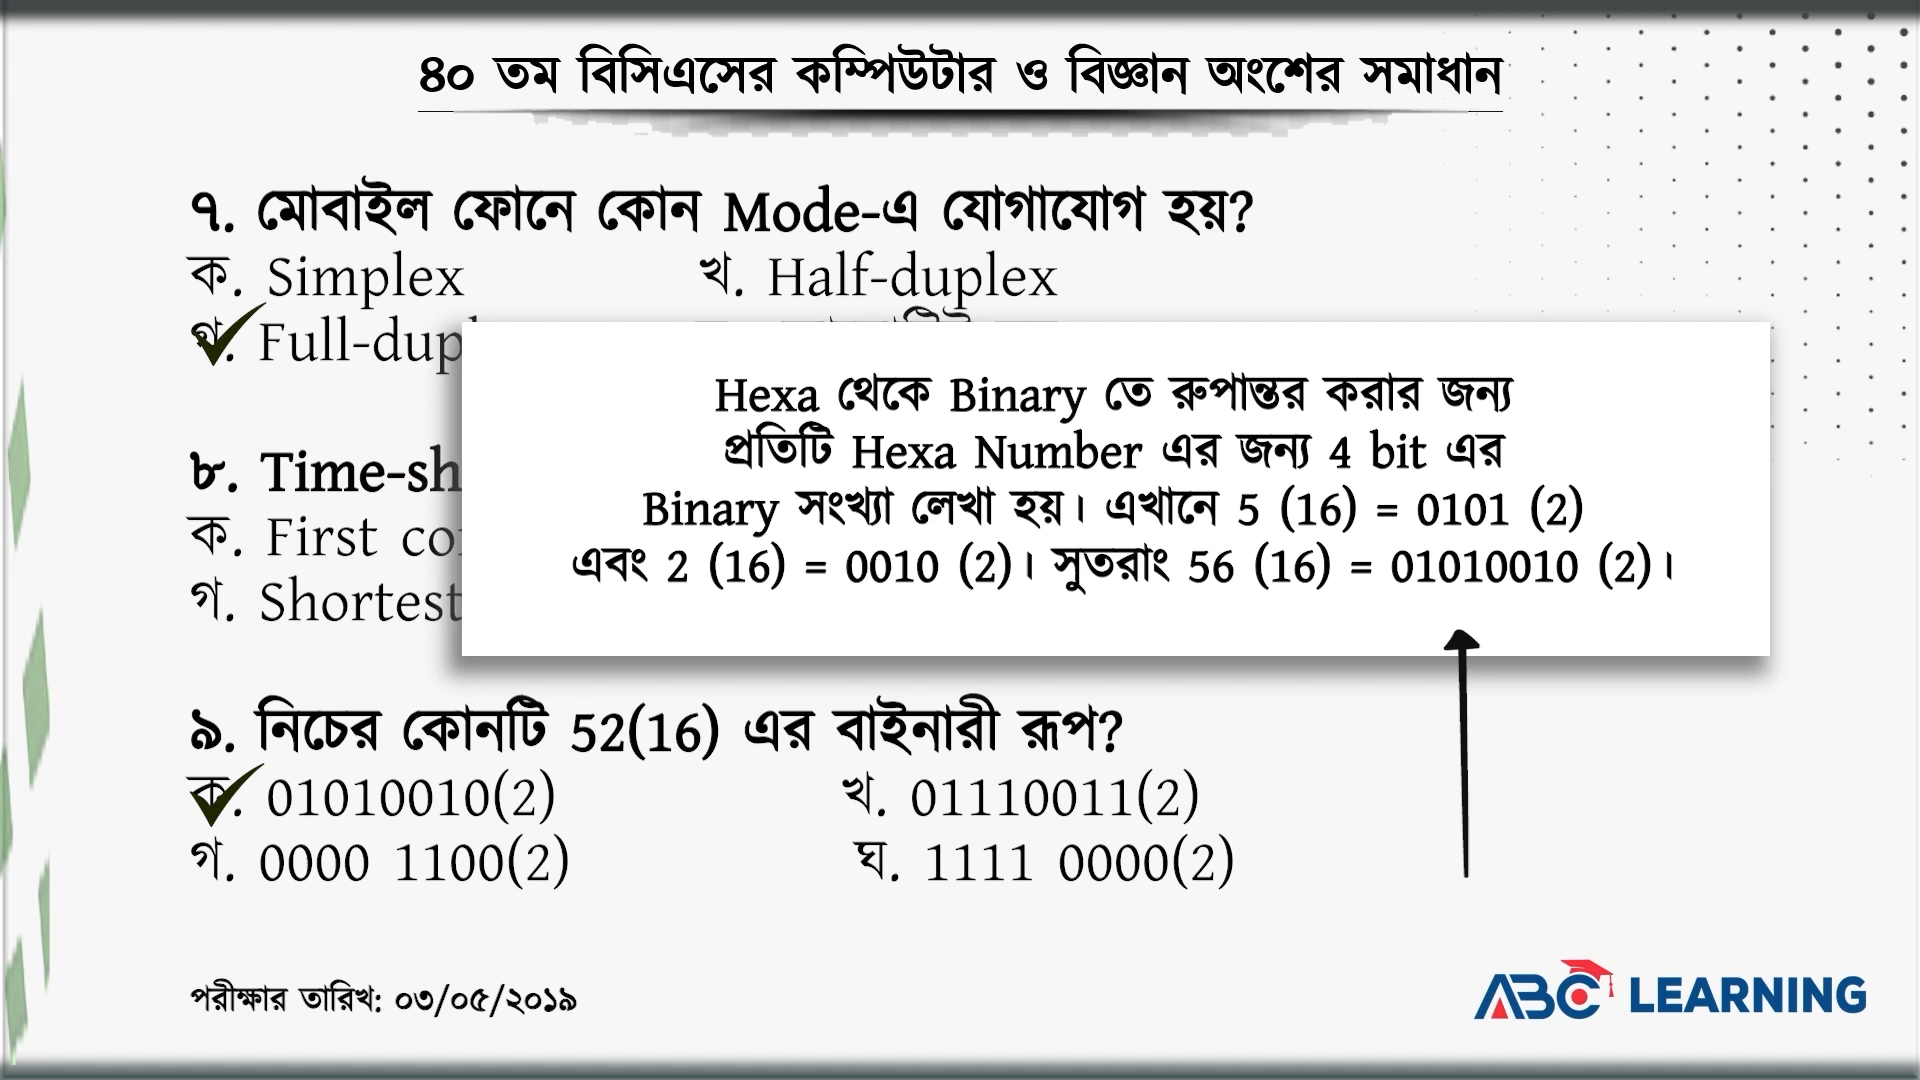 ৪০ তম বিসিএসের কম্পিউটার ও বিজ্ঞান অংশের সমাধান
৭. মোবাইল ফোনে কোন Mode-এ যোগাযোগ হয়?
ক. Simplex খ. Half-duplex
গ. Full-dup
Hexa থেকে Binary তে রুপান্তর করার জন্য
প্রতিটি Hexa Number এর জন্য 4 bit এর
Binary সংখ্যা লেখা হয়। এখানে 5 (16) = 0101 (2)
এবং 2 (16) = 0010 (2)। সুতরাং 56 (16) = 01010010 (2)।
৮. Time-sh
ক. First co
গ. Shortest
৯. নিচের কোনটি 52(16) এর বাইনারী রূপ?
ক. 01010010(2) খ. 01110011(2)
গ. 0000 1100(2) ঘ. 1111 0000(2)
পরীক্ষার তারিখ: ০৩/০৫/২০১৯
ABC LEARNING